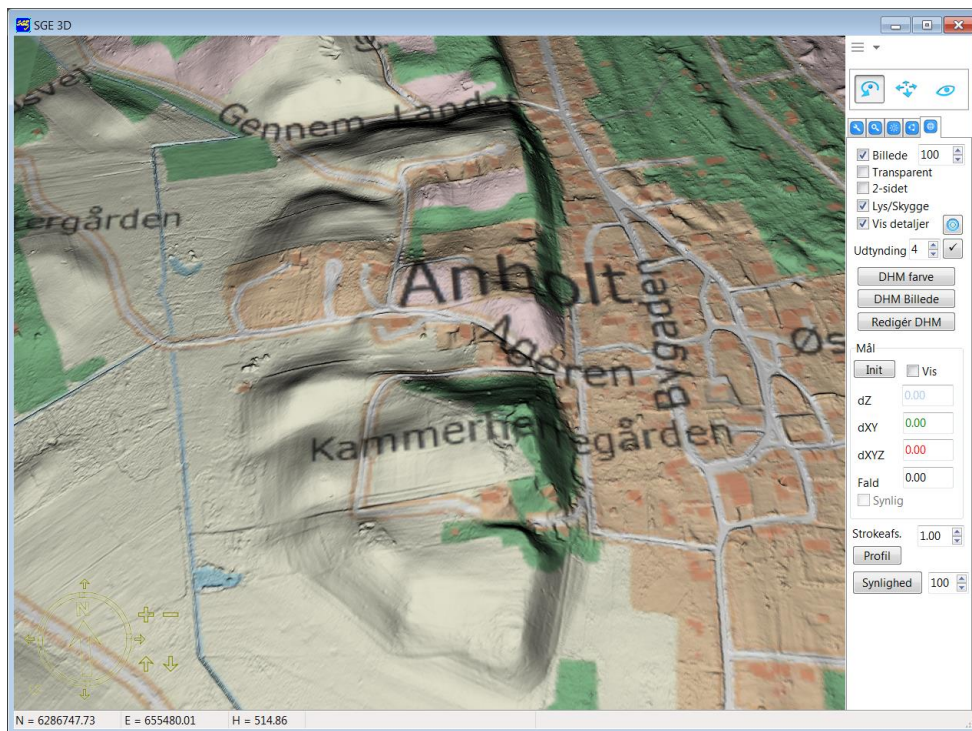 SGE 3D
Gennem Landet
tergården
Anholt
Ageren
Bygaden
Øs
Kammerherregården
N
Billede 100
Transparent
2-sidet
Lys/Skygge
Vis detaljer
Udtynding 4
DHM farve
DHM Billede
Redigér DHM
Mål
Init Vis
dZ 0.00
dXY 0.00
dXYZ 0.00
Fald 0.00
Synlig
Strokeafs. 1.00
Profil
Synlighed 100
N = 6286747.73 E = 655480.01 H = 514.86